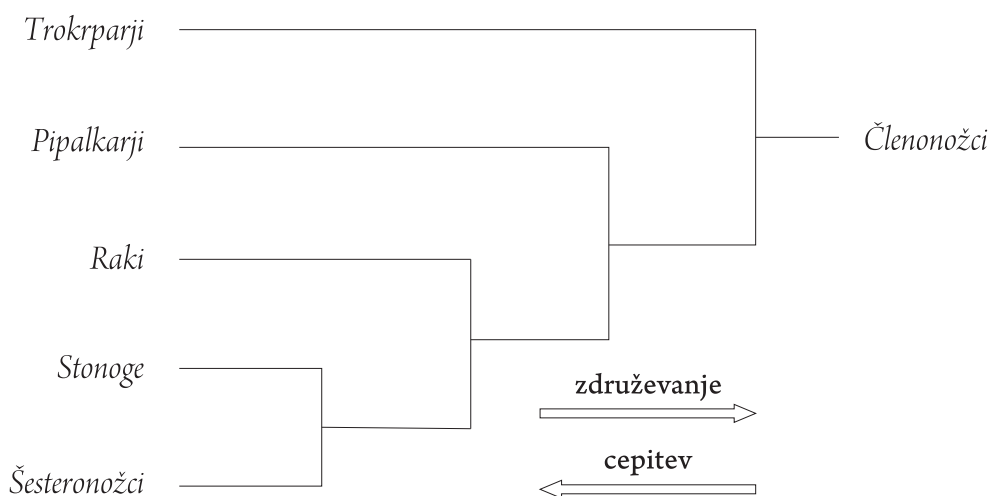 Trokrparji
Pipalkarji
Členonožci
Raki
Stonoge
združevanje
cepitev
Šesteronožci